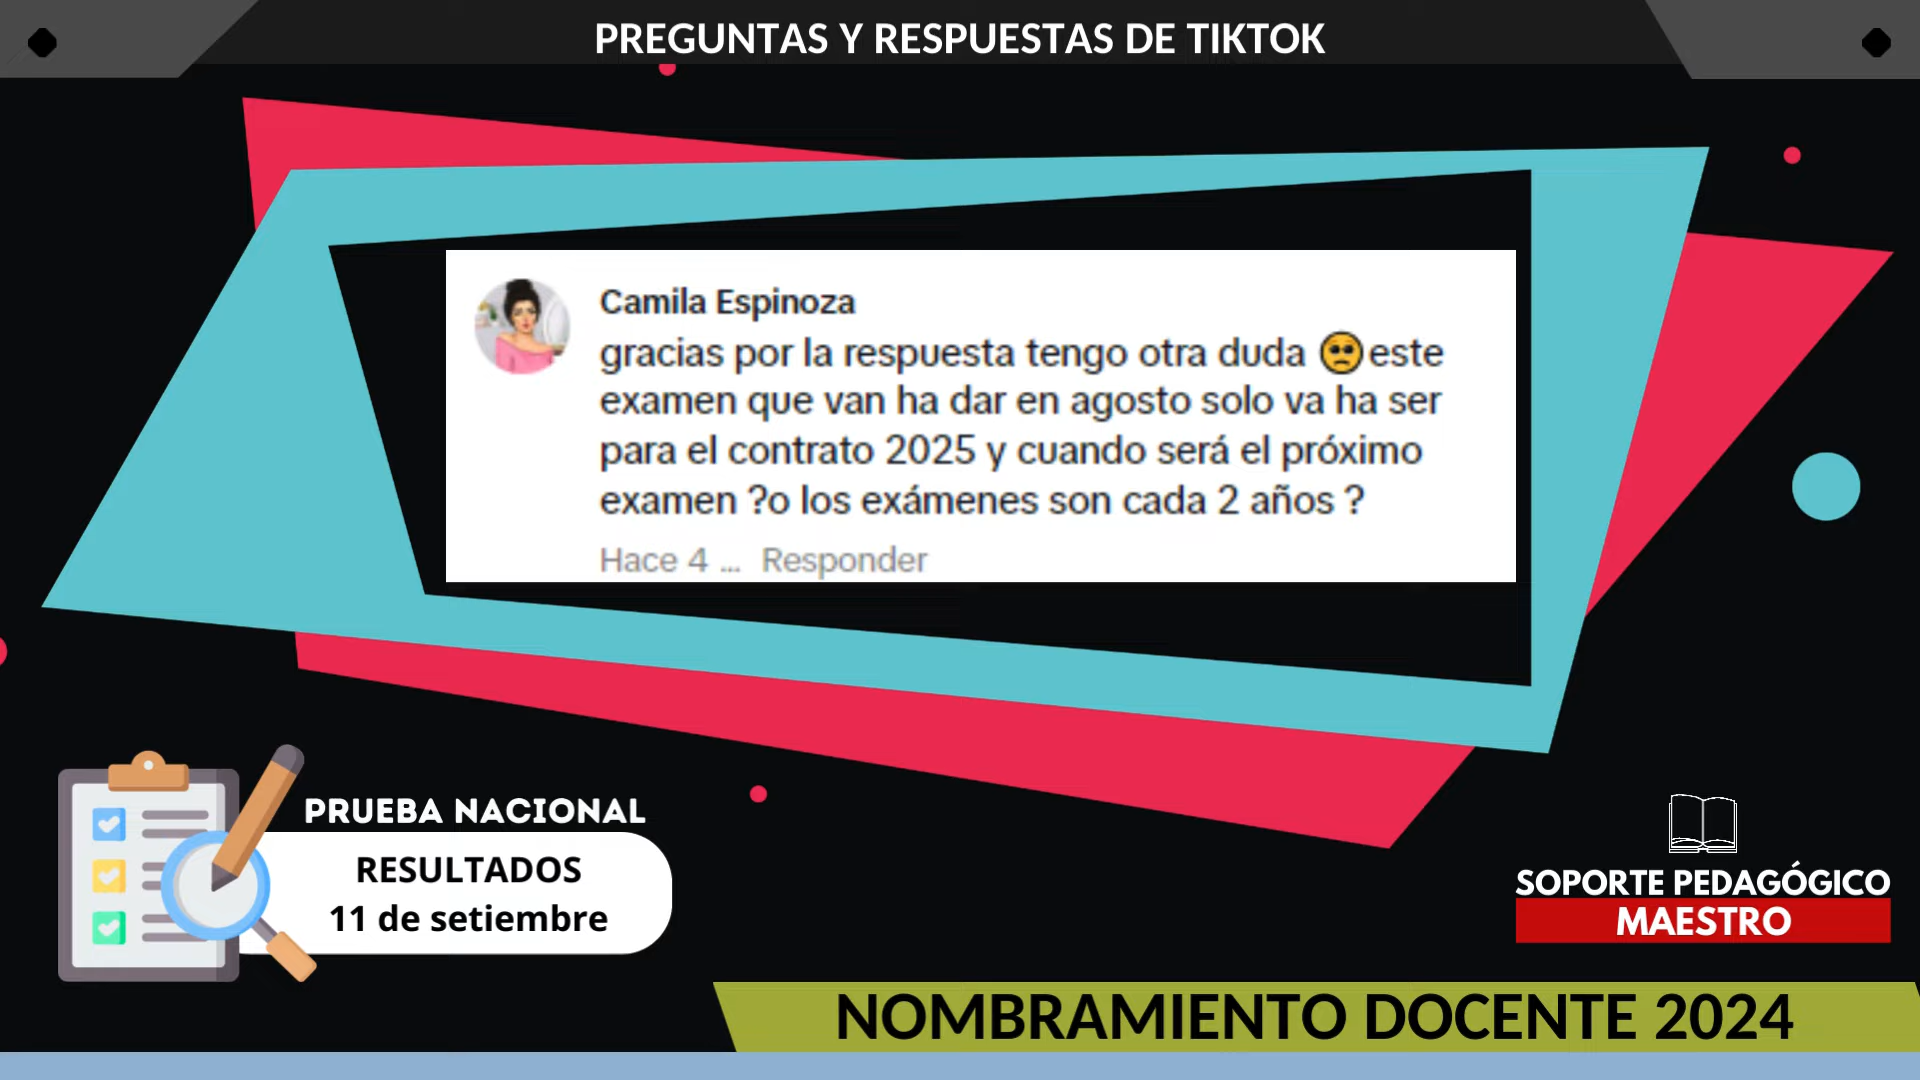 PREGUNTAS Y RESPUESTAS DE TIKTOK
Camila Espinoza
gracias por la respuesta tengo otra duda 🥺este
examen que van ha dar en agosto solo va ha ser
para el contrato 2025 y cuando será el próximo
examen ?o los exámenes son cada 2 años ?
Hace 4 ... Responder
PRUEBA NACIONAL
RESULTADOS
11 de setiembre
SOPORTE PEDAGÓGICO
MAESTRO
NOMBRAMIENTO DOCENTE 2024